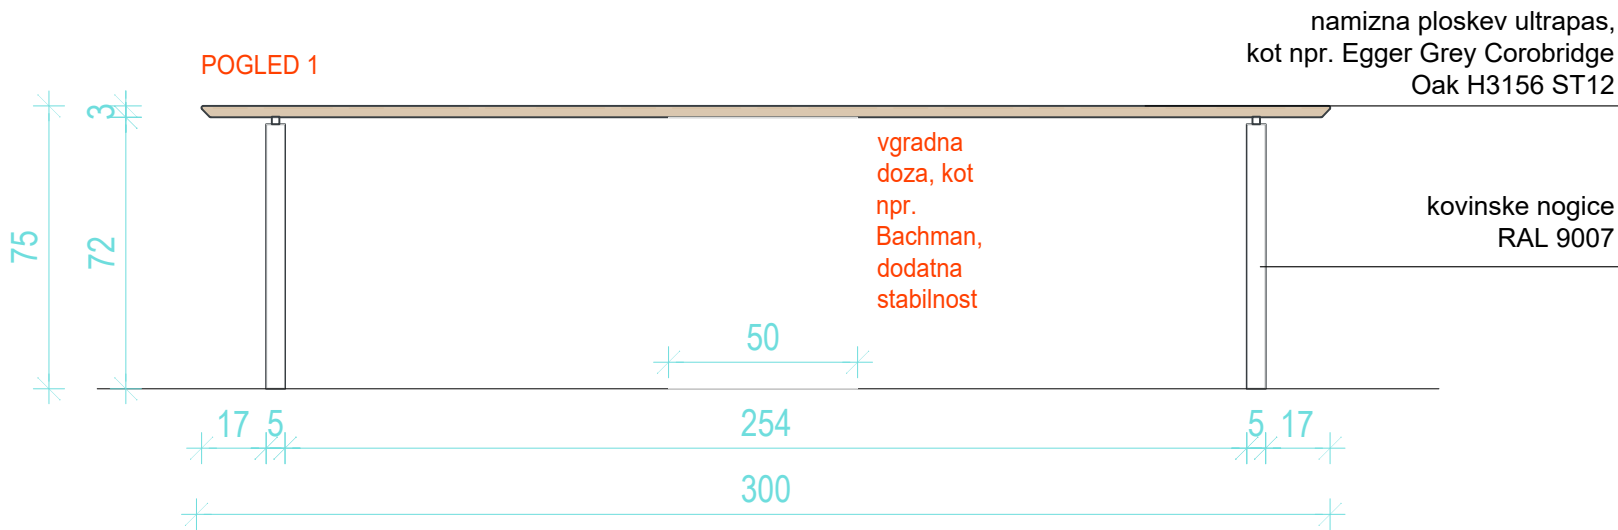 namizna ploskev ultrapas,
kot npr. Egger Grey Corobridge
Oak H3156 ST12
POGLED 1
3
75
72
vgradna
doza, kot
npr.
Bachman,
dodatna
stabilnost
kovinske nogice
RAL 9007
50
17 5 254 5 17
300